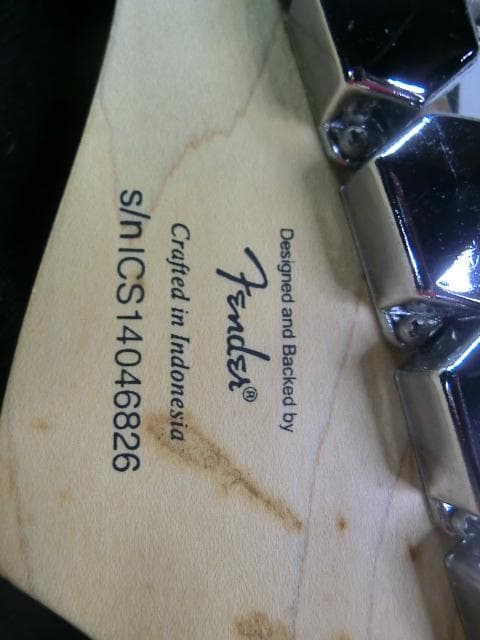 Designed and Backed by
Fender®
Crafted in Indonesia
s/n ICS14046826